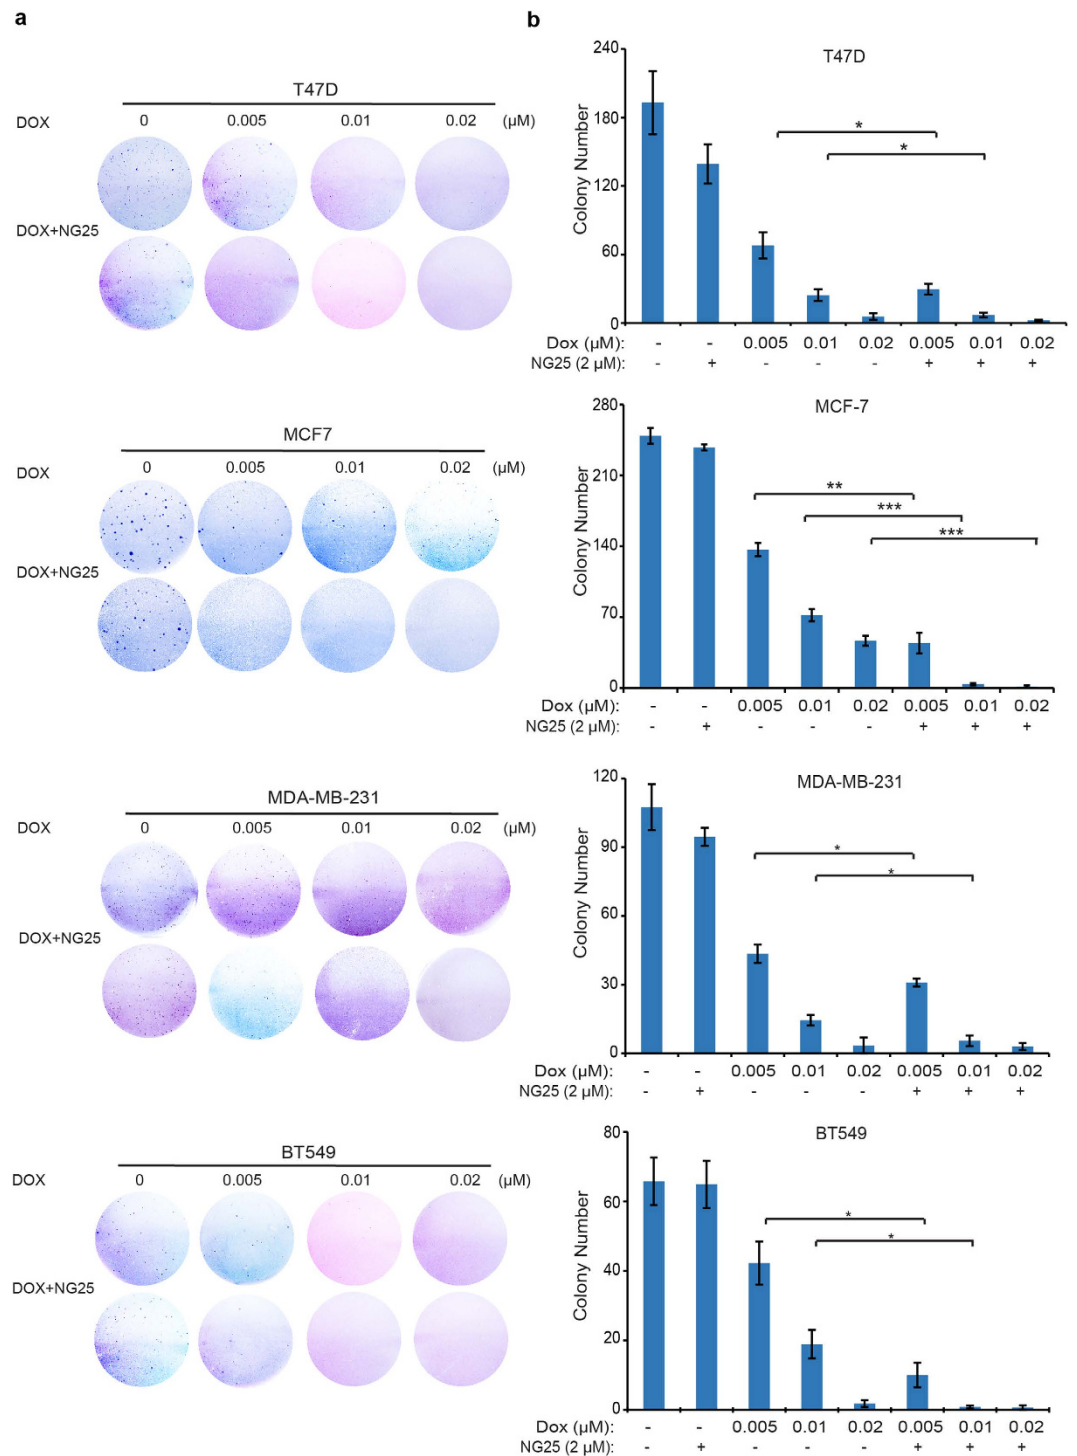 a
T47D
DOX 0 0.005 0.01 0.02 (µM)
DOX+NG25
MCF7
DOX 0 0.005 0.01 0.02 (µM)
DOX+NG25
MDA-MB-231
DOX 0 0.005 0.01 0.02 (µM)
DOX+NG25
BT549
DOX 0 0.005 0.01 0.02 (µM)
DOX+NG25
b
T47D
Colony Number
240
180
120
60
0
*
*
Dox (µM): - - 0.005 0.01 0.02 0.005 0.01 0.02
NG25 (2 µM): - + - - - + + +
MCF-7
Colony Number
280
210
140
70
0
**
***
***
Dox (µM): - - 0.005 0.01 0.02 0.005 0.01 0.02
NG25 (2 µM): - + - - - + + +
MDA-MB-231
Colony Number
120
90
60
30
0
*
*
Dox (µM): - - 0.005 0.01 0.02 0.005 0.01 0.02
NG25 (2 µM): - + - - - + + +
BT549
Colony Number
80
60
40
20
0
*
*
Dox (µM): - - 0.005 0.01 0.02 0.005 0.01 0.02
NG25 (2 µM): - + - - - + + +